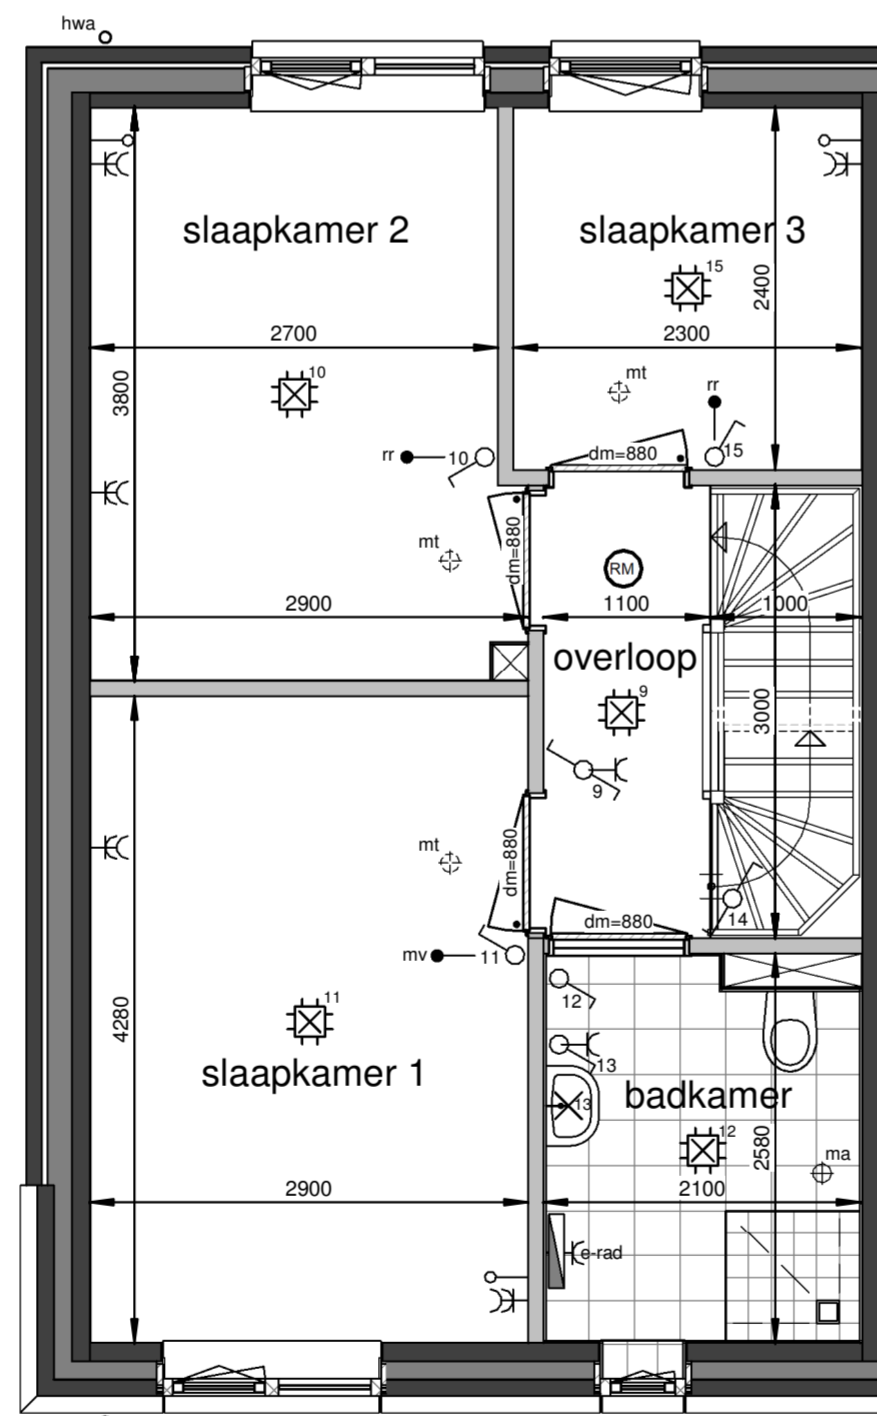 hwa
slaapkamer 2
slaapkamer 3
15
2400
2700
2300
10
3800
mt
rr
rr
10
15
dm=880
mt
dm=880
RM
2900
1100
1000
overloop
9
3000
9
mt
dm=880
14
dm=880
mv
11
12
11
4280
13
slaapkamer 1
badkamer
13
12
2580
ma
2900
2100
e-rad